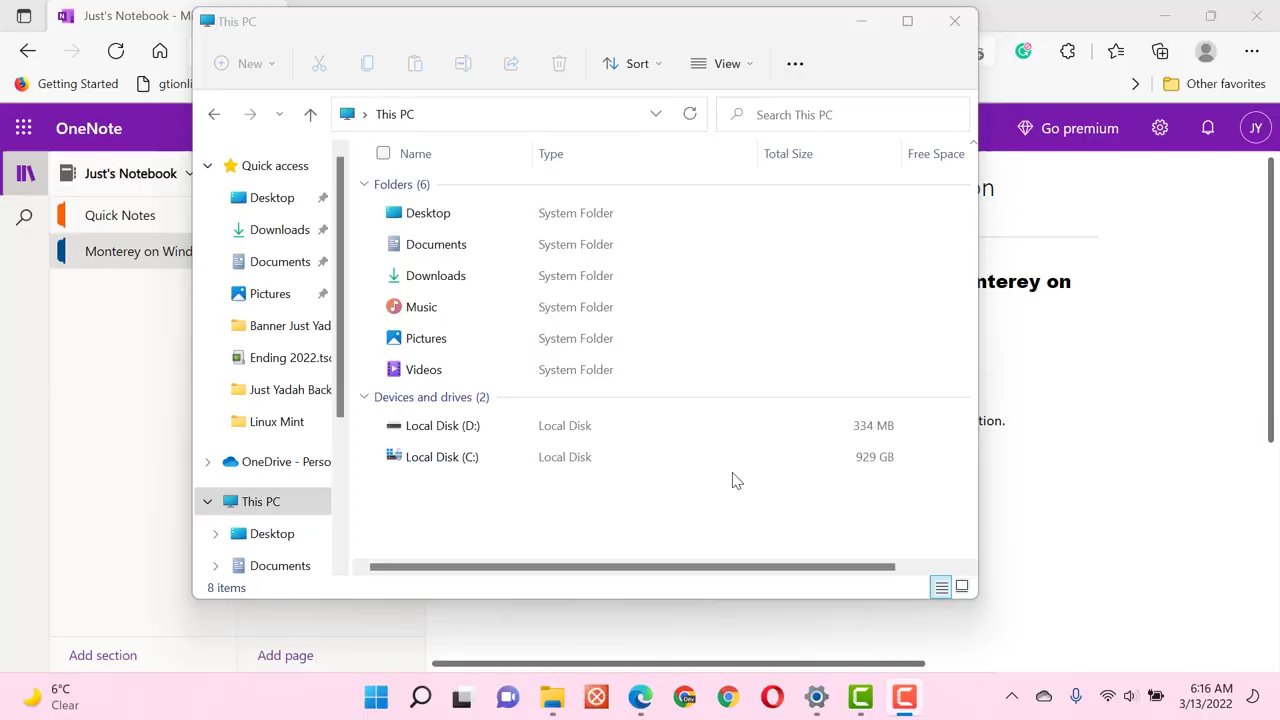 Just's Notebook - Mi
This PC
New
Sort
View
Getting Started
gtionli
Other favorites
This PC
Search This PC
OneNote
Go premium
JY
Name
Type
Total Size
Free Space
Just's Notebook
Quick access
Folders (6)
Quick Notes
Desktop
Desktop
System Folder
Monterey on Wind
Downloads
Documents
System Folder
Documents
Downloads
System Folder
nterey on
Pictures
Music
System Folder
Banner Just Yad
Pictures
System Folder
Ending 2022.tsc
Videos
System Folder
Just Yadah Back
Devices and drives (2)
Linux Mint
Local Disk (D:)
Local Disk
334 MB
tion.
OneDrive - Perso
Local Disk (C:)
Local Disk
929 GB
This PC
Desktop
Documents
8 items
Add section
Add page
6°C
Clear
Dev
6:16 AM
3/13/2022